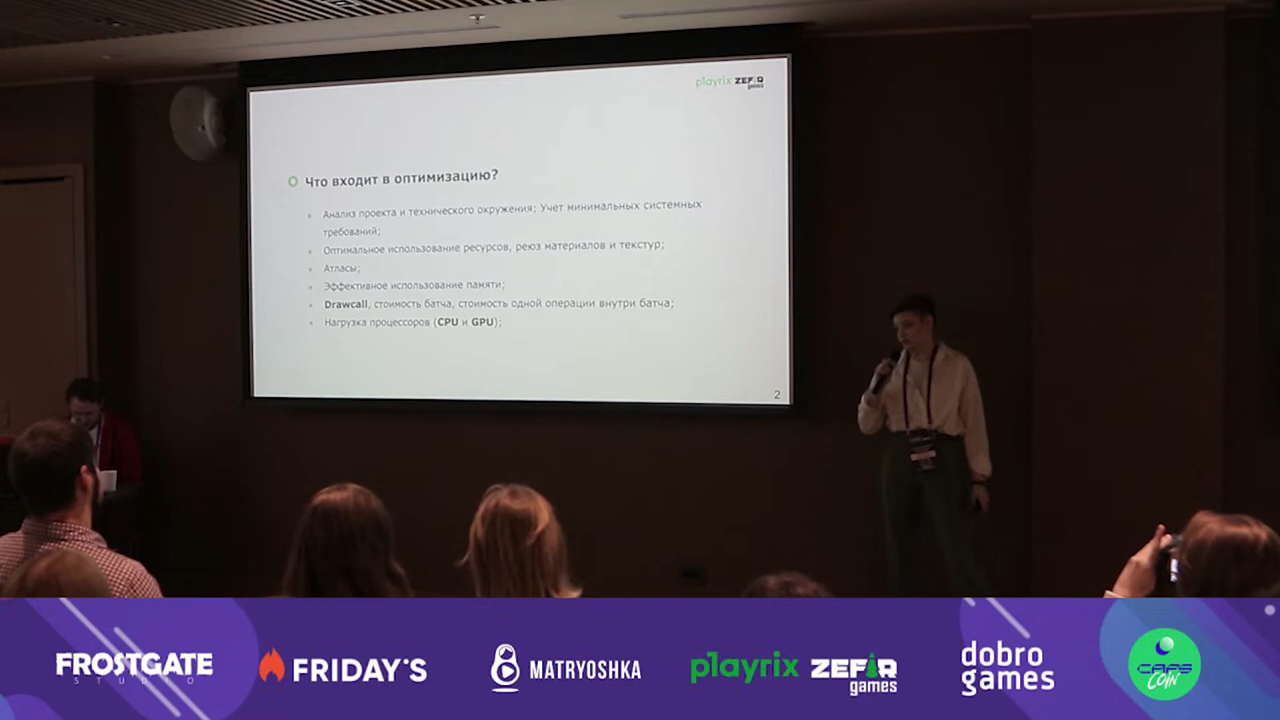 playrix ZEFIR
games
Что входит в оптимизацию?
Анализ проекта и технического окружения; Учет минимальных системных
требований;
Оптимальное использование ресурсов, реюз материалов и текстур;
Атласы;
Эффективное использование памяти;
Drawcall, стоимость батча, стоимость одной операции внутри батча;
Нагрузка процессоров (CPU и GPU);
2
FROSTGATE
STUDIO
FRIDAY'S
MATRYOSHKA
playrix ZEFIR
games
dobro
games
CAPS
COIN